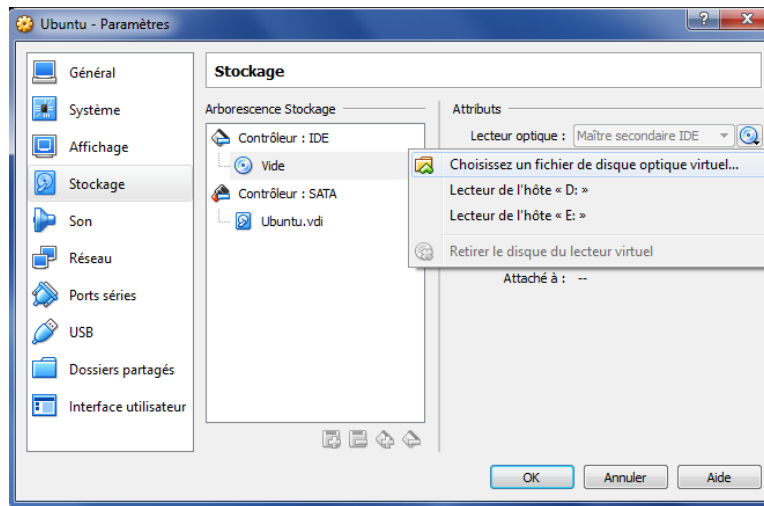 Ubuntu - Paramètres
Général
Système
Affichage
Stockage
Son
Réseau
Ports séries
USB
Dossiers partagés
Interface utilisateur
Stockage
Arborescence Stockage
Contrôleur : IDE
Vide
Contrôleur : SATA
Ubuntu.vdi
Attributs
Lecteur optique : Maître secondaire IDE
Choisissez un fichier de disque optique virtuel...
Lecteur de l'hôte « D: »
Lecteur de l'hôte « E: »
Retirer le disque du lecteur virtuel
Attaché à : --
OK Annuler Aide